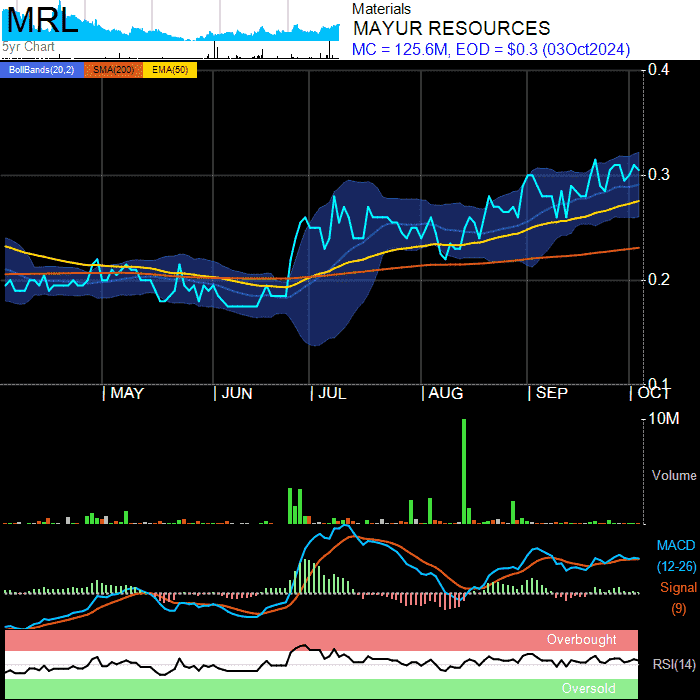 MRL
5yr Chart
Materials
MAYUR RESOURCES
MC = 125.6M, EOD = $0.3 (03Oct2024)
BollBands(20,2) SMA(200) EMA(50)
0.4
0.3
0.2
0.1
MAY JUN JUL AUG SEP OCT
10M
Volume
MACD
(12-26)
Signal
(9)
Overbought
RSI(14)
Oversold